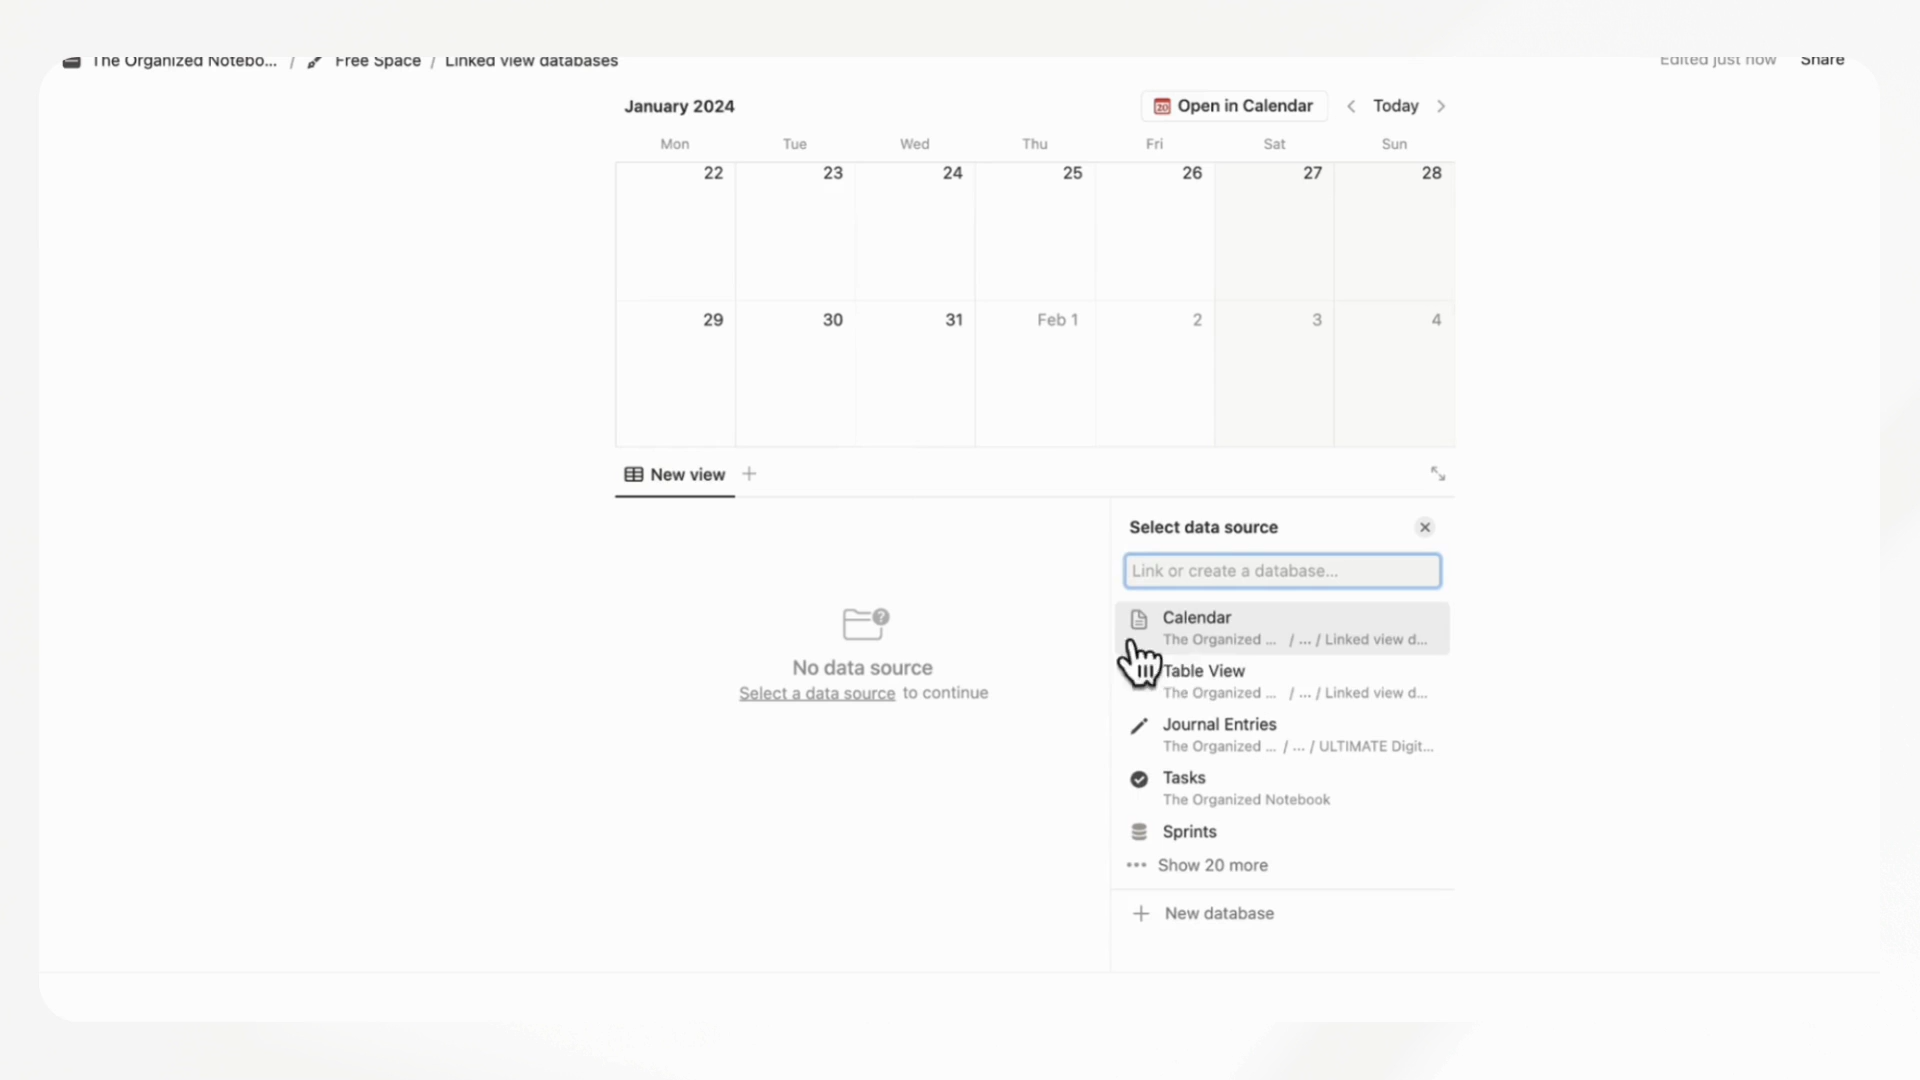 The Organized Notebo... / Free Space / Linked view databases
Edited just now Share
January 2024
Open in Calendar Today
Mon Tue Wed Thu Fri Sat Sun
22 23 24 25 26 27 28
29 30 31 Feb 1 2 3 4
New view
Select data source
Link or create a database...
Calendar
The Organized ... / ... / Linked view d...
Table View
The Organized ... / ... / Linked view d...
Journal Entries
The Organized ... / ... / ULTIMATE Digit...
Tasks
The Organized Notebook
Sprints
Show 20 more
New database
No data source
Select a data source to continue